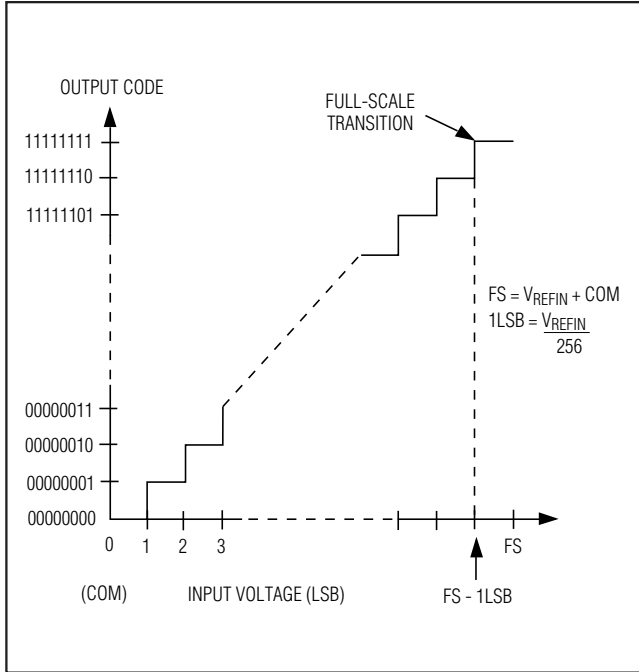 OUTPUT CODE
FULL-SCALE
TRANSITION
11111111
11111110
11111101
FS = VREFIN + COM
1LSB = VREFIN
256
00000011
00000010
00000001
00000000
0 1 2 3 FS
(COM) INPUT VOLTAGE (LSB) FS - 1LSB